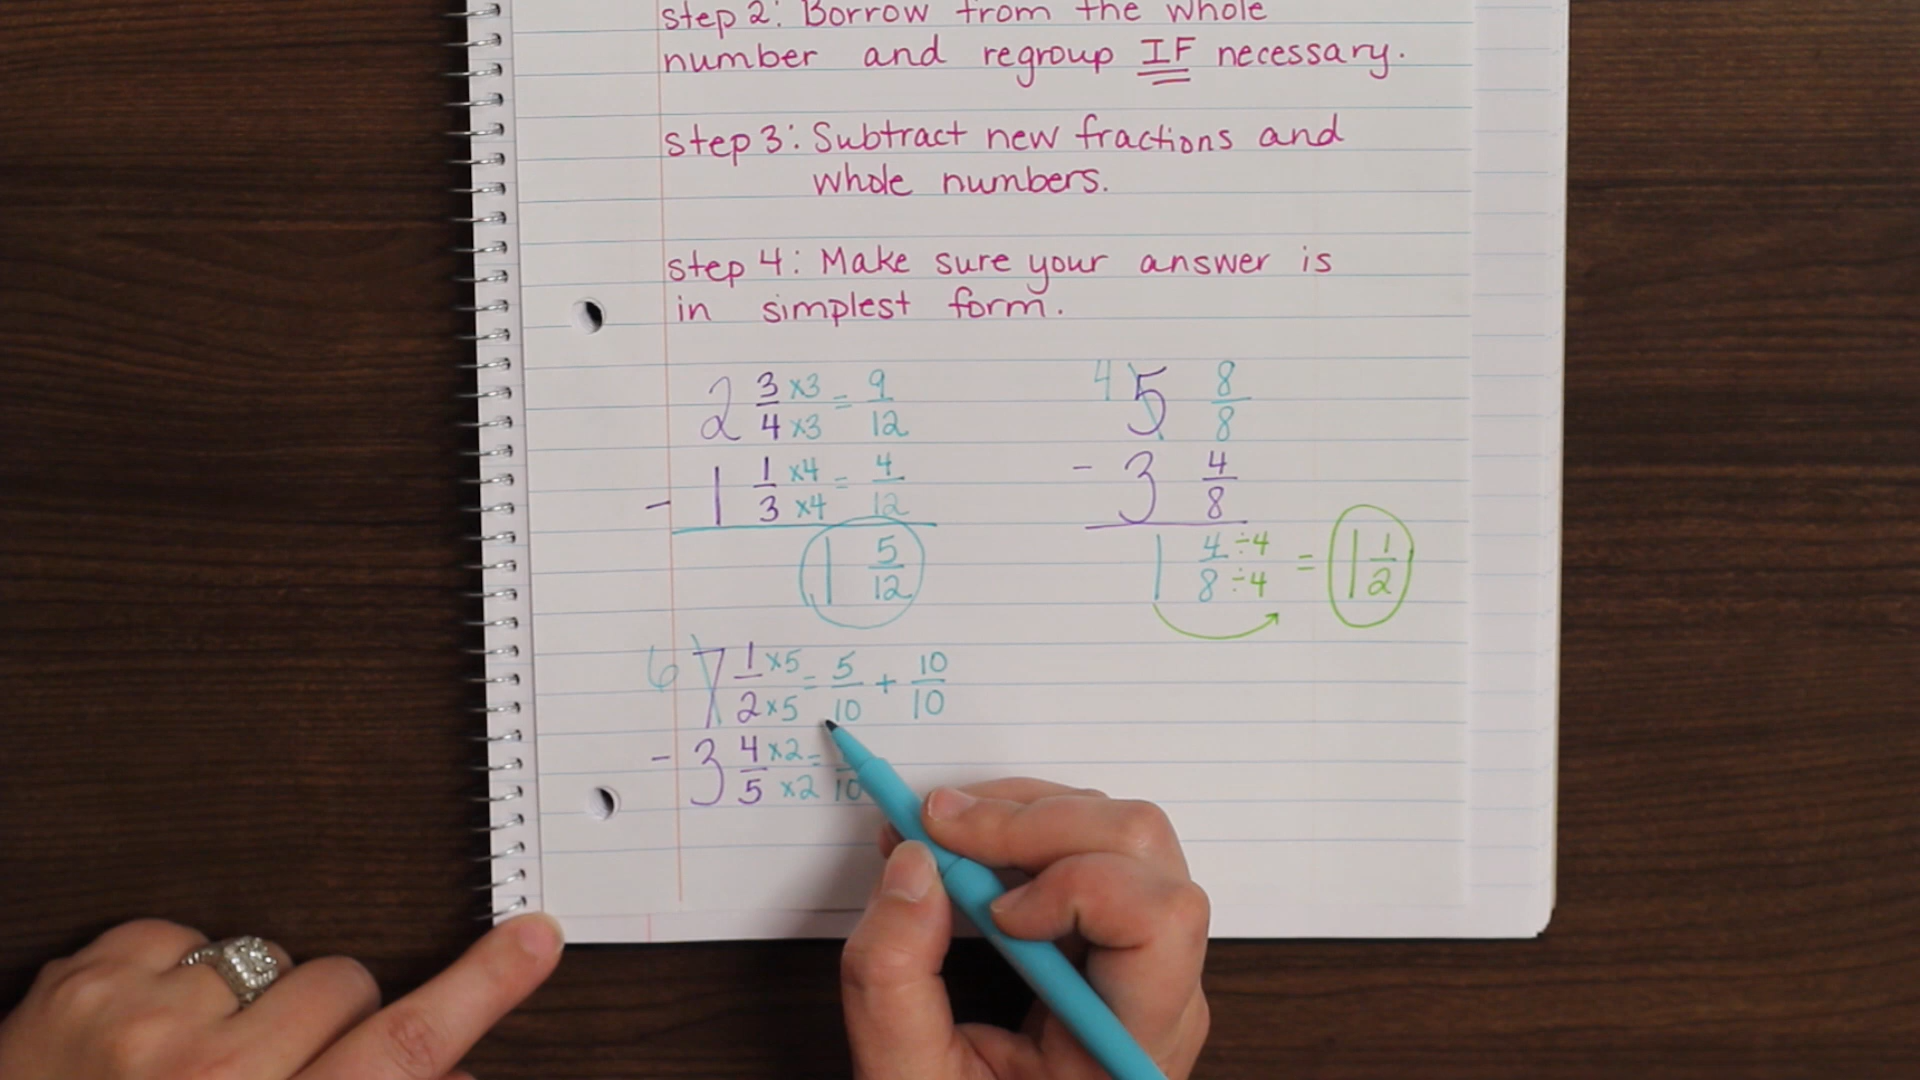 step 2: Borrow from the whole
number and regroup IF necessary.
step 3: Subtract new fractions and
whole numbers.
step 4: Make sure your answer is
in simplest form.
2 3/4 ×3 ×3 = 9/12
- 1 1/3 ×4 ×4 = 4/12
1 5/12
4 5 8/8
- 3 4/8
1 4/8 ÷4 ÷4 = 1 1/2
6 7 1/2 ×5 ×5 = 5/10 + 10/10
- 3 4/5 ×2 ×2 = /10